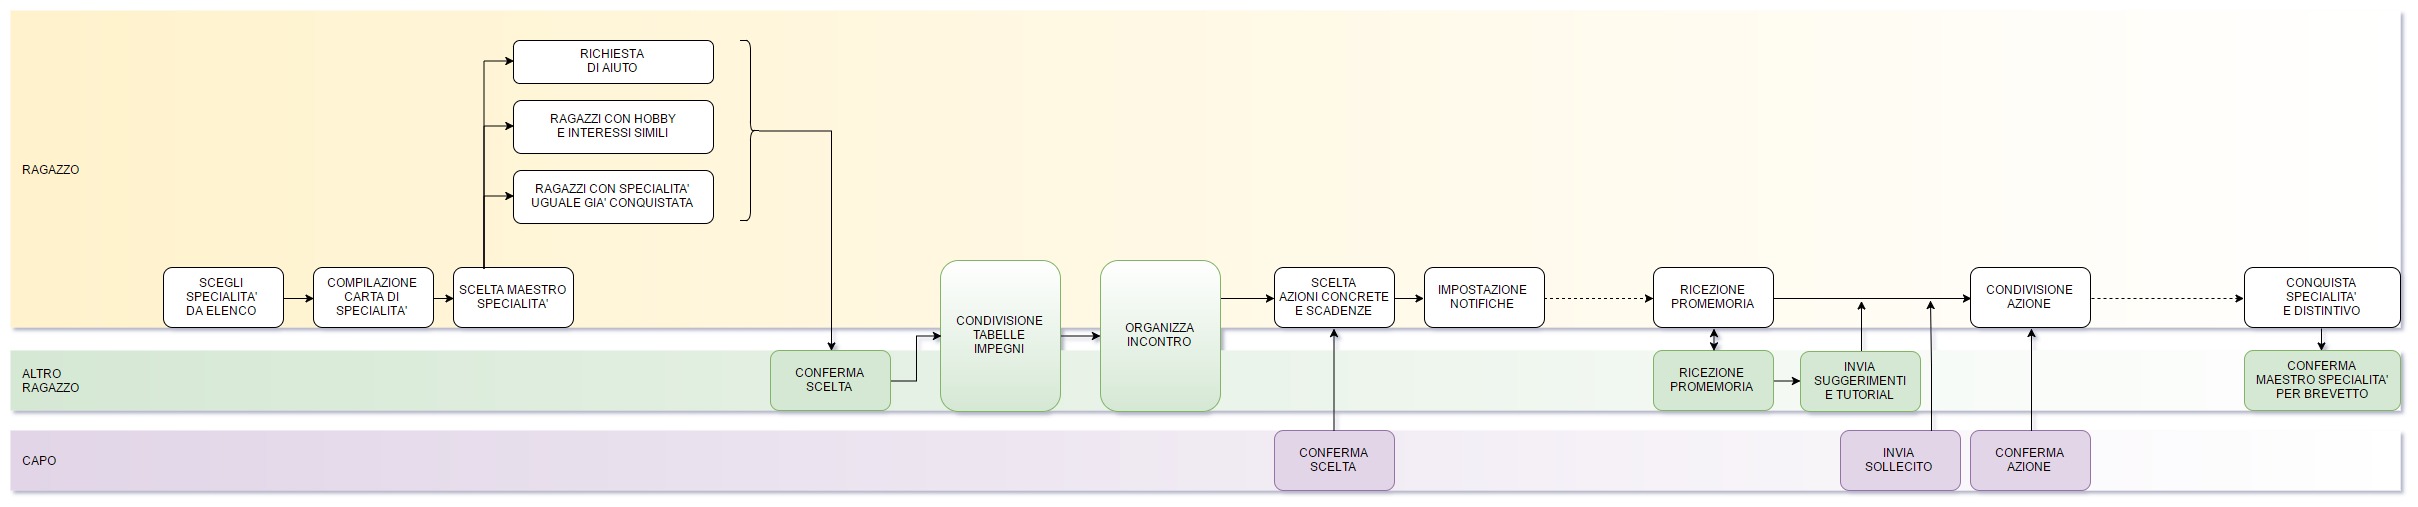 RICHIESTA
DI AIUTO
RAGAZZI CON HOBBY
E INTERESSI SIMILI
RAGAZZO
RAGAZZI CON SPECIALITA'
UGUALE GIA' CONQUISTATA
SCEGLI
SPECIALITA'
DA ELENCO
COMPILAZIONE
CARTA DI
SPECIALITA'
SCELTA MAESTRO
SPECIALITA'
CONDIVISIONE
TABELLE
IMPEGNI
ORGANIZZA
INCONTRO
SCELTA
AZIONI CONCRETE
E SCADENZE
IMPOSTAZIONE
NOTIFICHE
RICEZIONE
PROMEMORIA
CONDIVISIONE
AZIONE
CONQUISTA
SPECIALITA'
E DISTINTIVO
ALTRO
RAGAZZO
CONFERMA
SCELTA
RICEZIONE
PROMEMORIA
INVIA
SUGGERIMENTI
E TUTORIAL
CONFERMA
MAESTRO SPECIALITA'
PER BREVETTO
CAPO
CONFERMA
SCELTA
INVIA
SOLLECITO
CONFERMA
AZIONE